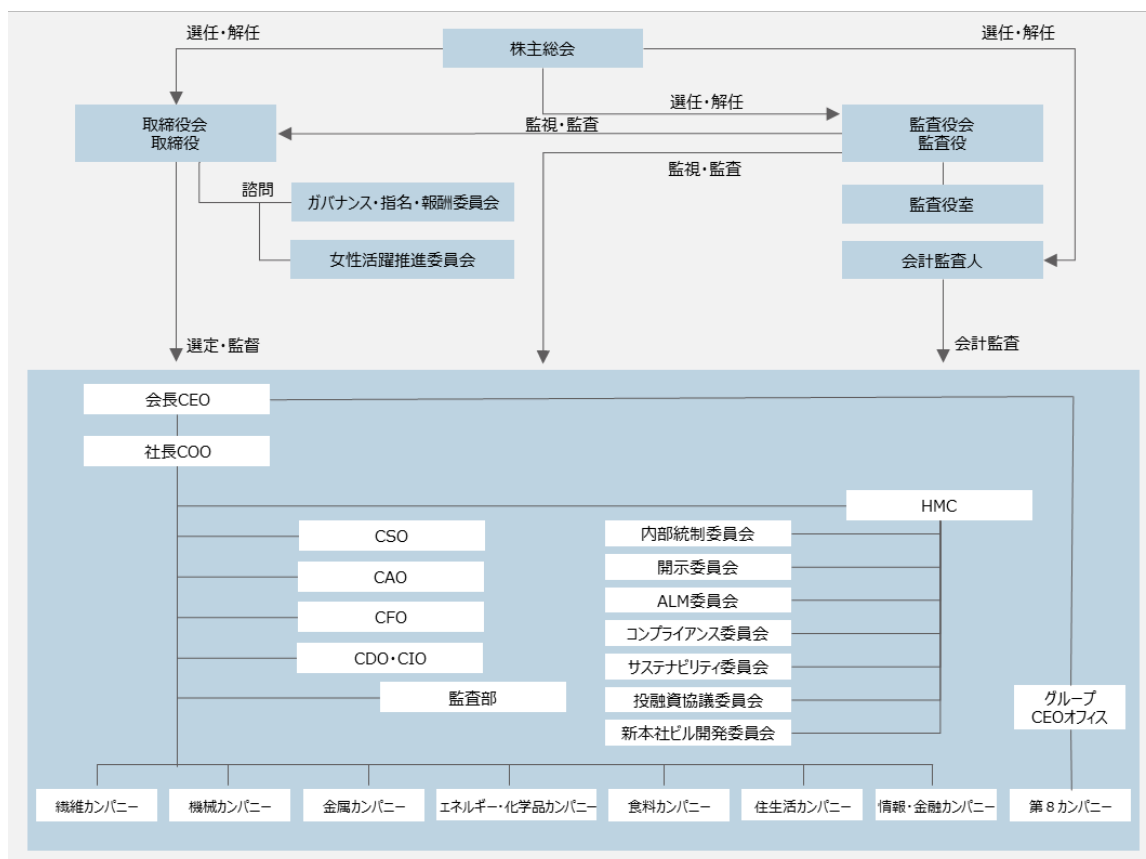 選任・解任
株主総会
選任・解任
選任・解任
取締役会
取締役
監視・監査
監査役会
監査役
監視・監査
諮問
ガバナンス・指名・報酬委員会
監査役室
女性活躍推進委員会
会計監査人
選定・監督
会計監査
会長CEO
社長COO
HMC
CSO
内部統制委員会
開示委員会
CAO
ALM委員会
CFO
コンプライアンス委員会
CDO・CIO
サステナビリティ委員会
監査部
投融資協議委員会
グループ
CEOオフィス
新本社ビル開発委員会
繊維カンパニー
機械カンパニー
金属カンパニー
エネルギー・化学品カンパニー
食料カンパニー
住生活カンパニー
情報・金融カンパニー
第8カンパニー